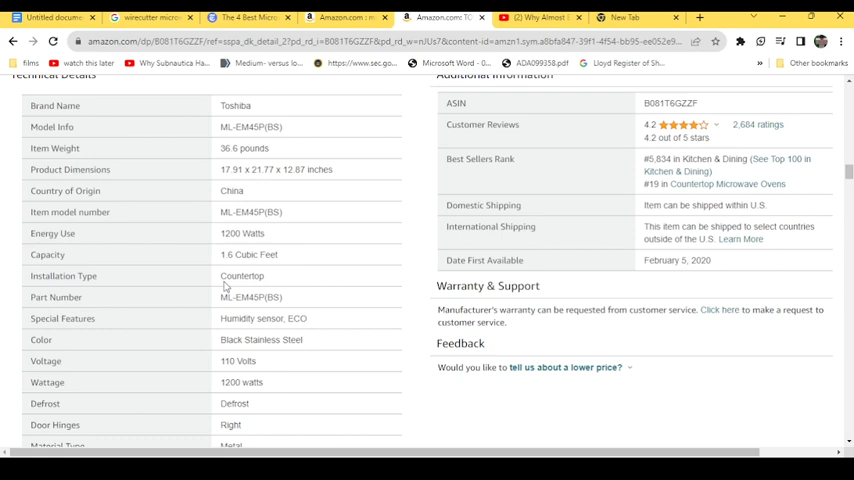 Untitled docume
wirecutter micro
The 4 Best Micro
Amazon.com : m
Amazon.com: TO
(2) Why Almost E
New Tab
amazon.com/dp/B081T6GZZF/ref=sspa_dk_detail_2?pd_rd_i=B081T6GZZF&pd_rd_w=nJUs7&content-id=amzn1.sym.a8bfa847-39f1-4f54-bb95-ee052e9...
films
watch this later
Why Subnautica Ha...
Medium- versus lo...
https://www.sec.go...
Microsoft Word - ...
ADA099358.pdf
Lloyd Register of Sh...
»
Other bookmarks
Technical Details
Brand Name Toshiba
Model Info ML-EM45P(BS)
Item Weight 36.6 pounds
Product Dimensions 17.91 x 21.77 x 12.87 inches
Country of Origin China
Item model number ML-EM45P(BS)
Energy Use 1200 Watts
Capacity 1.6 Cubic Feet
Installation Type Countertop
Part Number ML-EM45P(BS)
Special Features Humidity sensor, ECO
Color Black Stainless Steel
Voltage 110 Volts
Wattage 1200 watts
Defrost Defrost
Door Hinges Right
Material Type Metal
Additional Information
ASIN B081T6GZZF
Customer Reviews 4.2 2,684 ratings
4.2 out of 5 stars
Best Sellers Rank #5,834 in Kitchen & Dining (See Top 100 in
Kitchen & Dining)
#19 in Countertop Microwave Ovens
Domestic Shipping Item can be shipped within U.S.
International Shipping This item can be shipped to select countries
outside of the U.S. Learn More
Date First Available February 5, 2020
Warranty & Support
Manufacturer's warranty can be requested from customer service. Click here to make a request to
customer service.
Feedback
Would you like to tell us about a lower price?